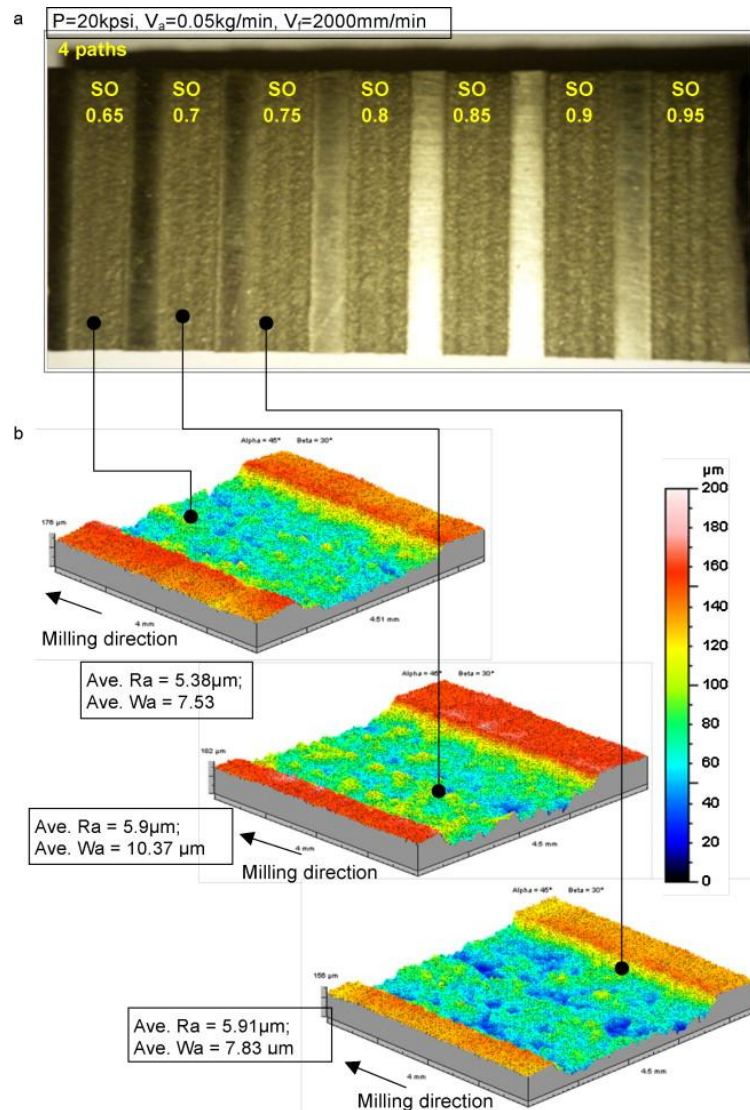 a
P=20kpsi, Vₐ=0.05kg/min, V_f=2000mm/min
4 paths
SO SO SO SO SO SO SO
0.65 0.7 0.75 0.8 0.85 0.9 0.95
b
Alpha = 45° Beta = 30°
µm
200
180
160
140
120
100
80
60
40
20
0
178 µm
4 mm
4.51 mm
Milling direction
Ave. Ra = 5.38µm;
Ave. Wa = 7.53
Alpha = 45° Beta = 30°
182 µm
4 mm
4.5 mm
Ave. Ra = 5.9µm;
Ave. Wa = 10.37 µm
Milling direction
Alpha = 45° Beta = 30°
156 µm
4 mm
4.5 mm
Ave. Ra = 5.91µm;
Ave. Wa = 7.83 µm
Milling direction